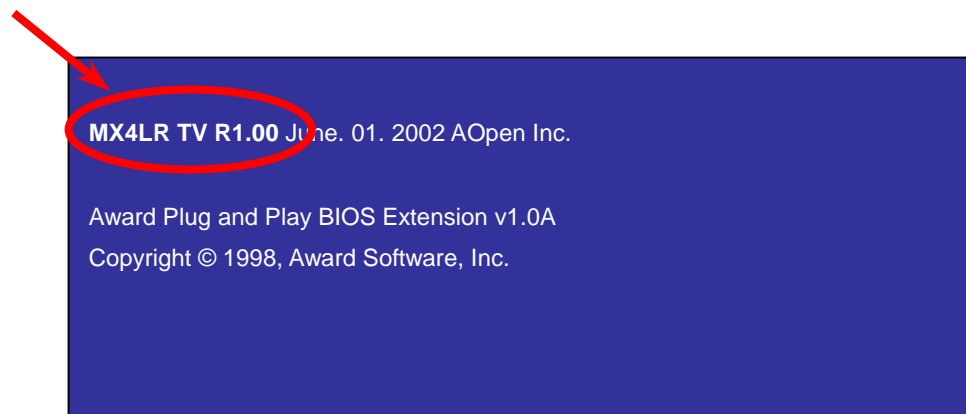 MX4LR TV R1.00 June. 01. 2002 AOpen Inc.
Award Plug and Play BIOS Extension v1.0A
Copyright © 1998, Award Software, Inc.